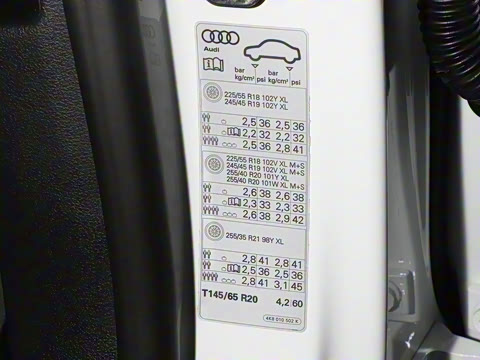 Audi
bar kg/cm² psi bar kg/cm² psi
225/55 R18 102Y XL
245/45 R19 102Y XL
2,5 36 2,5 36
2,2 32 2,2 32
2,5 36 2,8 41
225/55 R18 102V XL M+S
245/45 R19 102V XL M+S
255/40 R20 101Y XL
255/40 R20 101W XL M+S
2,6 38 2,6 38
2,3 33 2,3 33
2,6 38 2,9 42
255/35 R21 98Y XL
2,8 41 2,8 41
2,5 36 2,5 36
2,8 41 3,1 45
T145/65 R20 4,2 60
4K8 010 502 K